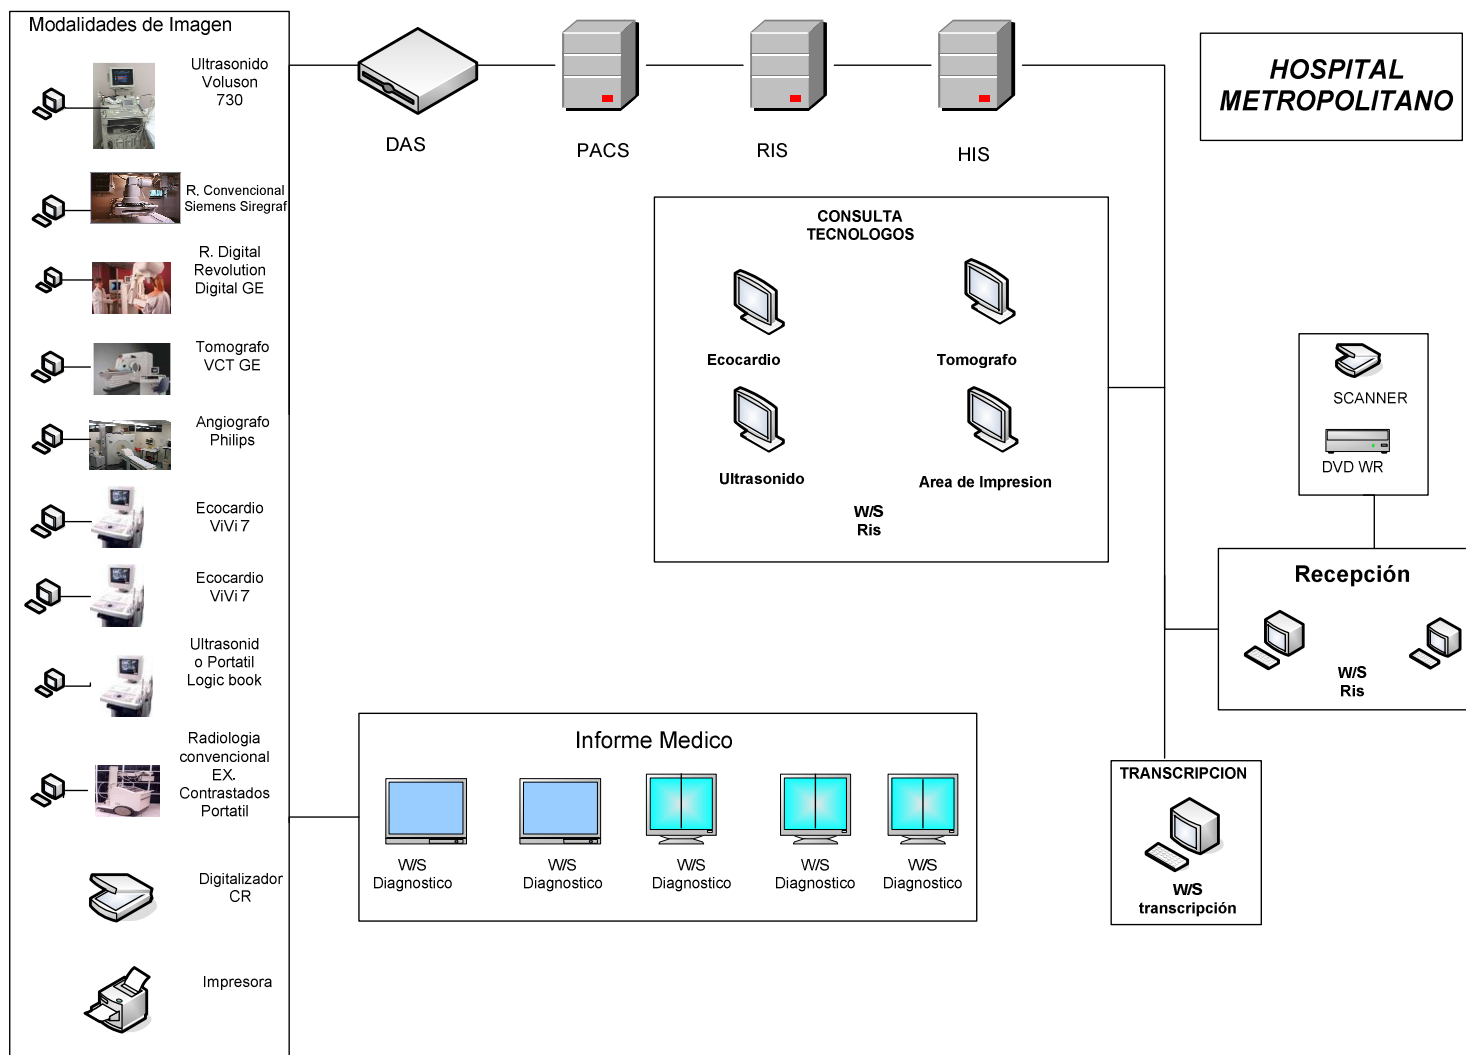 Modalidades de Imagen
Ultrasonido
Voluson
730
R. Convencional
Siemens Siregraf
R. Digital
Revolution
Digital GE
Tomografo
VCT GE
Angiografo
Philips
Ecocardio
ViVi 7
Ecocardio
ViVi 7
Ultrasonid
o Portatil
Logic book
Radiologia
convencional
EX.
Contrastados
Portatil
Digitalizador
CR
Impresora
DAS
PACS
RIS
HIS
HOSPITAL
METROPOLITANO
CONSULTA
TECNOLOGOS
Ecocardio
Tomografo
Ultrasonido
Area de Impresion
W/S
Ris
SCANNER
DVD WR
Recepción
W/S
Ris
Informe Medico
W/S
Diagnostico
W/S
Diagnostico
W/S
Diagnostico
W/S
Diagnostico
W/S
Diagnostico
TRANSCRIPCION
W/S
transcripción